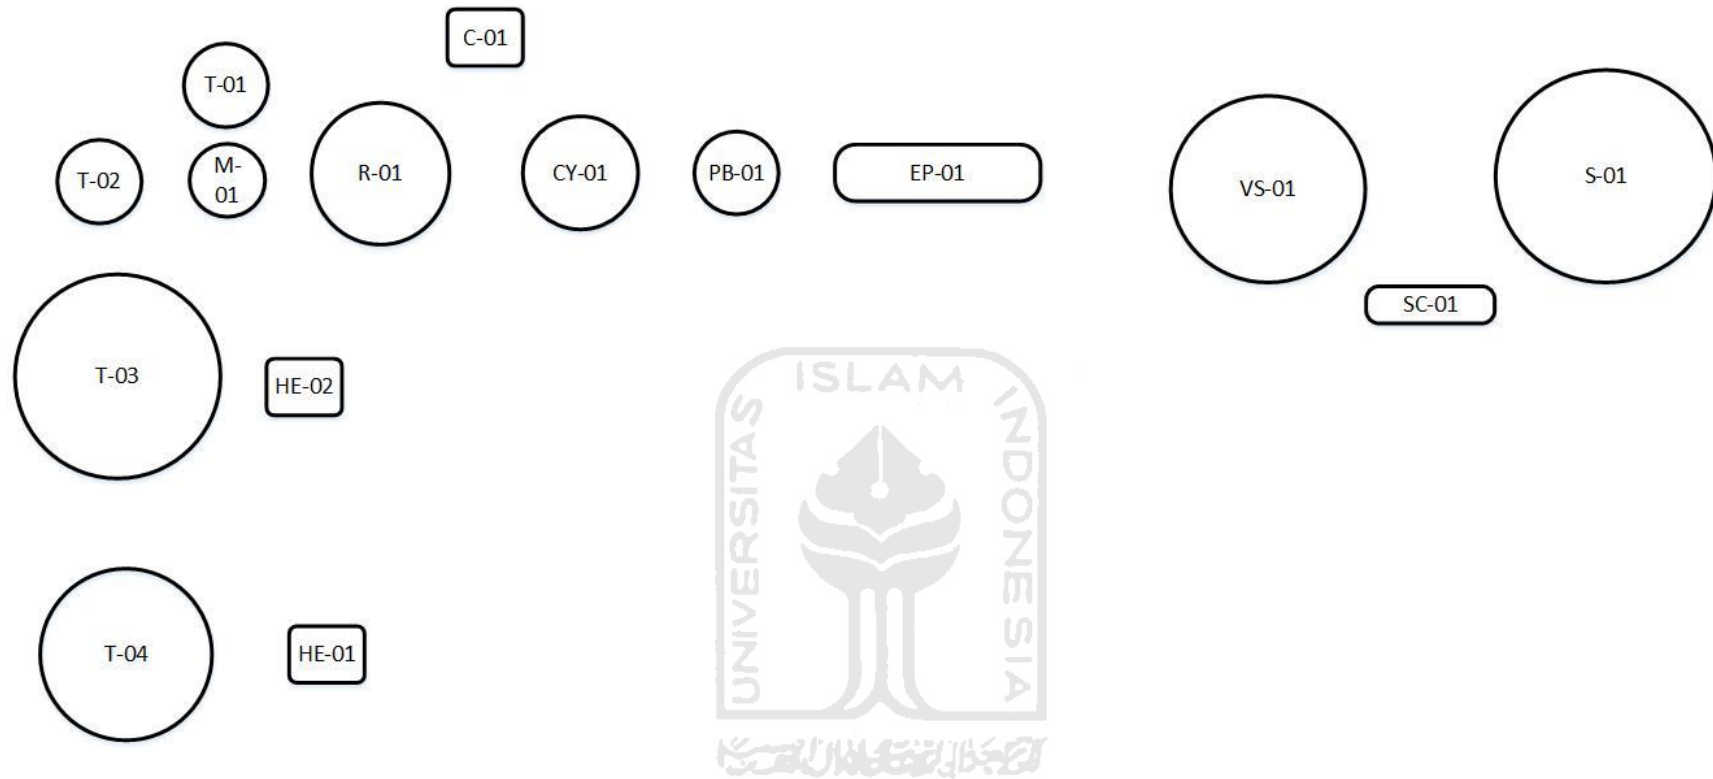 C-01
T-01
T-02
M-
01
R-01
CY-01
PB-01
EP-01
VS-01
S-01
SC-01
T-03
HE-02
T-04
HE-01
UNIVERSITAS
ISLAM
INDONESIA